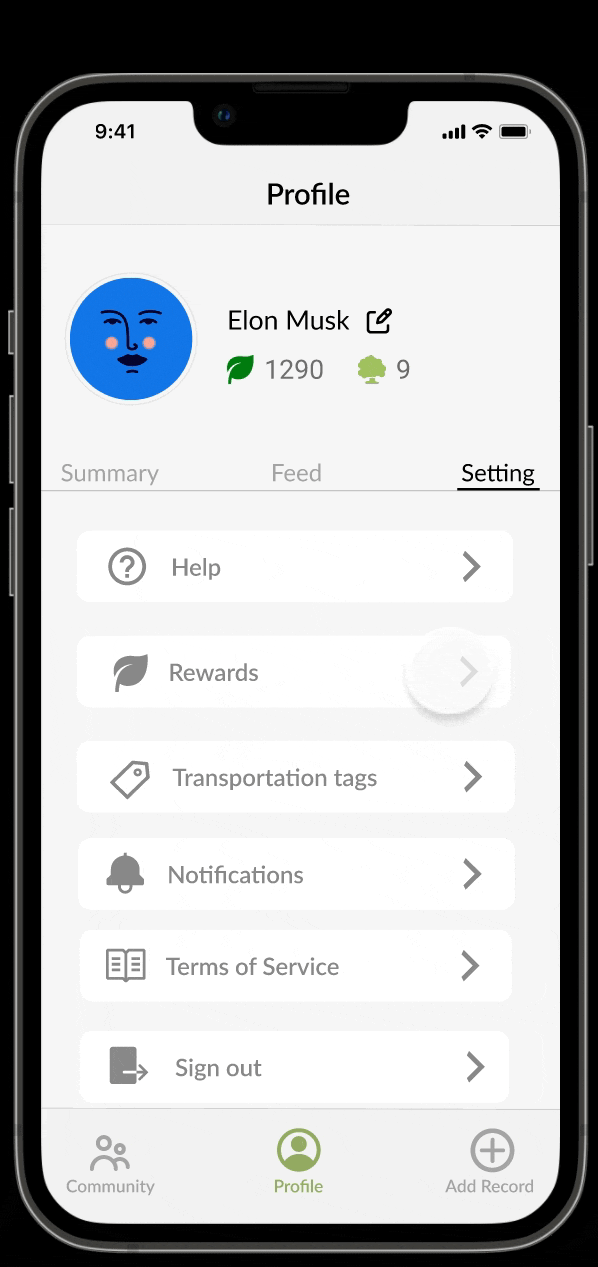 9:41
Profile
Elon Musk
1290 9
Summary Feed Setting
Help
Rewards
Transportation tags
Notifications
Terms of Service
Sign out
Community Profile Add Record